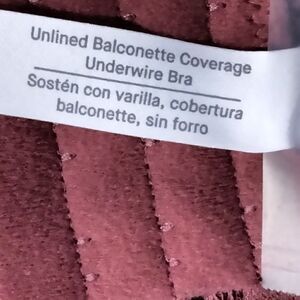 Unlined Balconette Coverage
Underwire Bra
Sostén con varilla, cobertura
balconette, sin forro